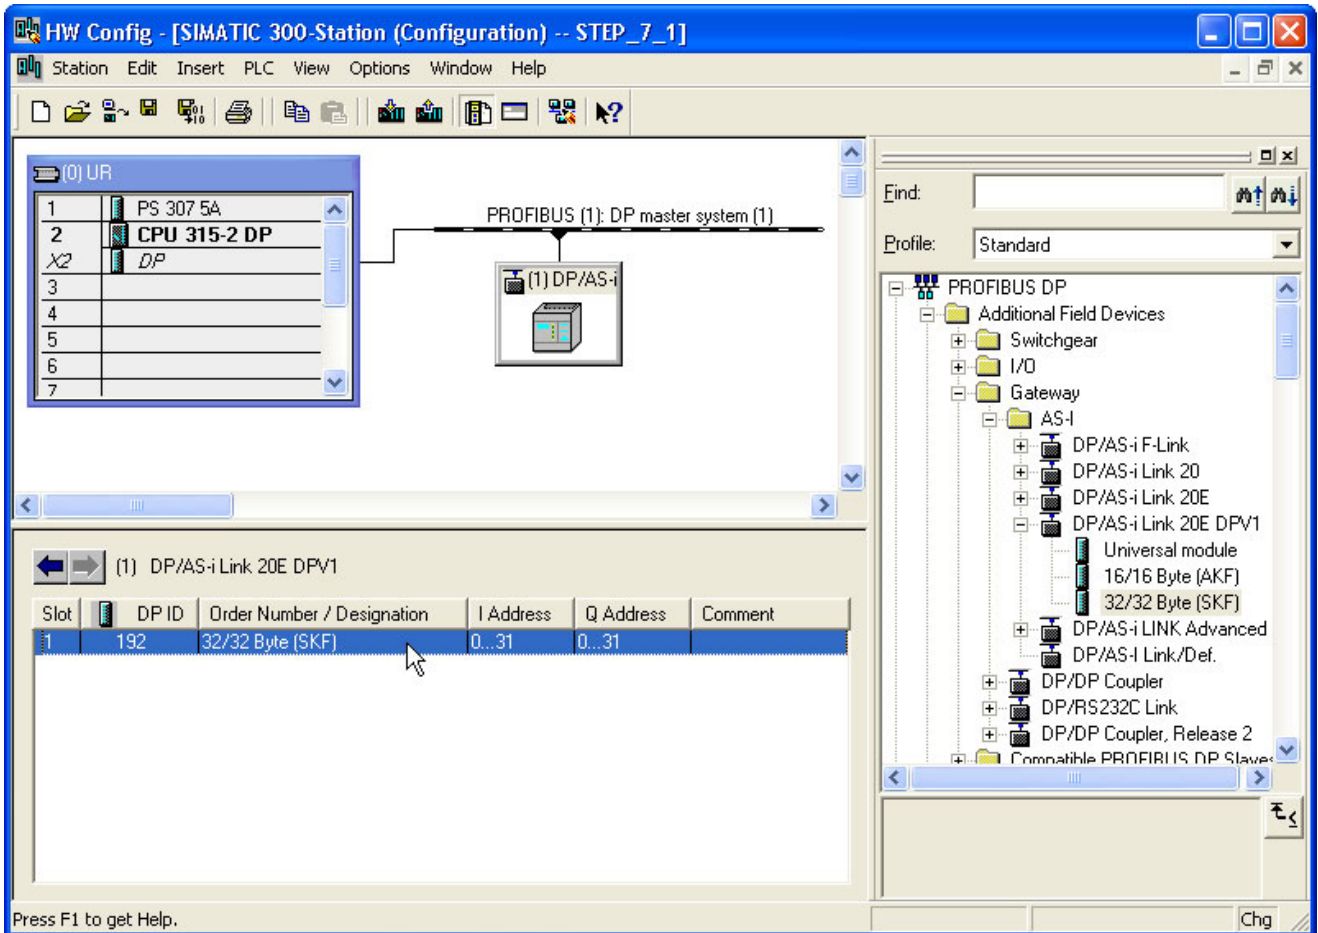 HW Config - [SIMATIC 300-Station (Configuration) -- STEP_7_1]
Station Edit Insert PLC View Options Window Help
(0) UR
1 PS 307 5A
2 CPU 315-2 DP
X2 DP
3
4
5
6
7
PROFIBUS (1): DP master system (1)
(1) DP/AS-i
Find:
Profile: Standard
PROFIBUS DP
Additional Field Devices
Switchgear
I/O
Gateway
AS-I
DP/AS-i F-Link
DP/AS-i Link 20
DP/AS-i Link 20E
DP/AS-i Link 20E DPV1
Universal module
16/16 Byte (AKF)
32/32 Byte (SKF)
DP/AS-i LINK Advanced
DP/AS-I Link/Def.
DP/DP Coupler
DP/RS232C Link
DP/DP Coupler, Release 2
Compatible PROFIBUS DP Slaves
(1) DP/AS-i Link 20E DPV1
Slot DP ID Order Number / Designation I Address Q Address Comment
1 192 32/32 Byte (SKF) 0...31 0...31
Press F1 to get Help.
Chg